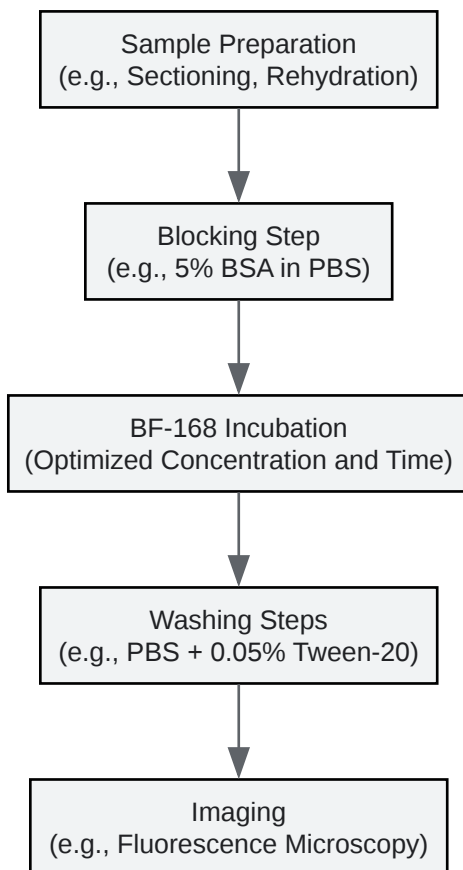 Sample Preparation
(e.g., Sectioning, Rehydration)
Blocking Step
(e.g., 5% BSA in PBS)
BF-168 Incubation
(Optimized Concentration and Time)
Washing Steps
(e.g., PBS + 0.05% Tween-20)
Imaging
(e.g., Fluorescence Microscopy)